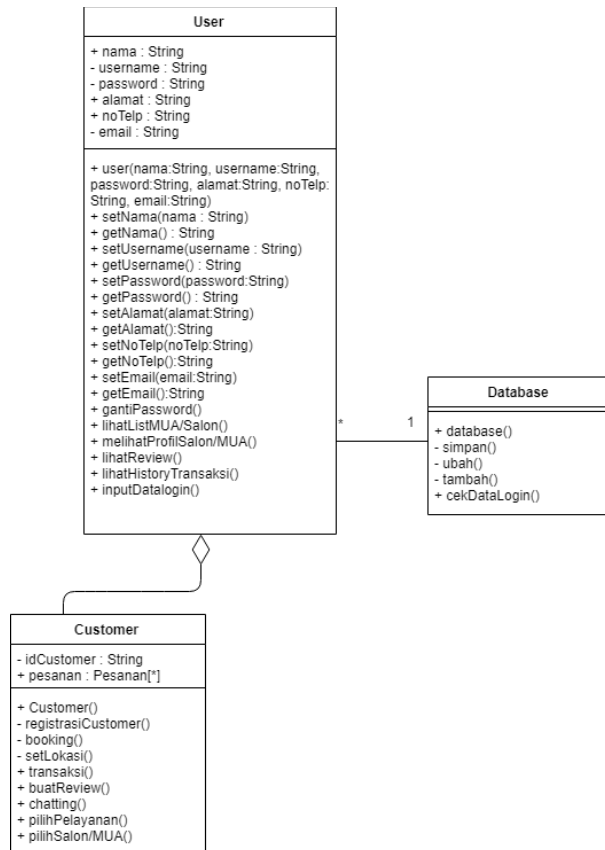 User
+ nama : String
- username : String
- password : String
+ alamat : String
+ noTelp : String
- email : String
+ user(nama:String, username:String,
password:String, alamat:String, noTelp:
String, email:String)
+ setNama(nama : String)
+ getNama() : String
+ setUsername(username : String)
+ getUsername() : String
+ setPassword(password:String)
+ getPassword() : String
+ setAlamat(alamat:String)
+ getAlamat():String
+ setNoTelp(noTelp:String)
+ getNoTelp():String
+ setEmail(email:String)
+ getEmail():String
+ gantiPassword()
+ lihatListMUA/Salon()
+ melihatProfilSalon/MUA()
+ lihatReview()
+ lihatHistoryTransaksi()
+ inputDatalogin()
* 1
Database
+ database()
- simpan()
- ubah()
- tambah()
+ cekDataLogin()
Customer
- idCustomer : String
+ pesanan : Pesanan[*]
+ Customer()
- registrasiCustomer()
- booking()
- setLokasi()
+ transaksi()
+ buatReview()
+ chatting()
+ pilihPelayanan()
+ pilihSalon/MUA()